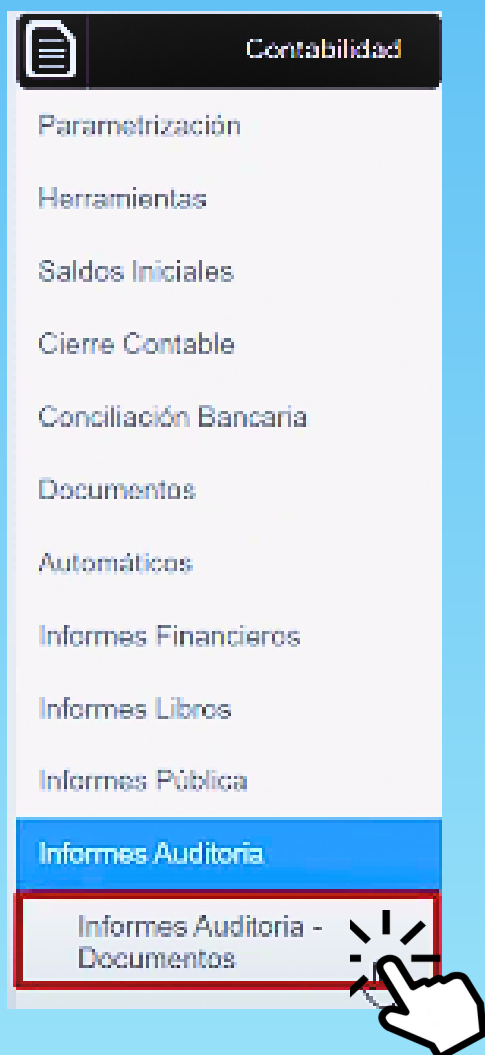 Contabilidad
Parametrización
Herramientas
Saldos Iniciales
Cierre Contable
Conciliación Bancaria
Documentos
Automáticos
Informes Financieros
Informes Libros
Informes Pública
Informes Auditoria
Informes Auditoria -
Documentos